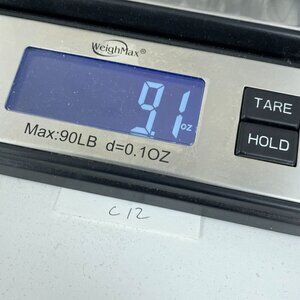 WeighMax®
9.1 oz
TARE
HOLD
Max:90LB d=0.1OZ
C12